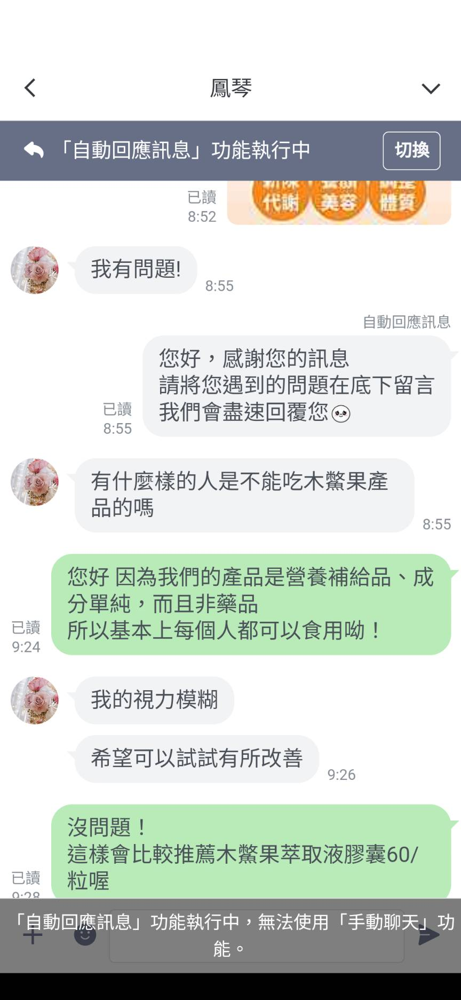 鳳琴
「自動回應訊息」功能執行中
切換
代謝
美容
體質
已讀
8:52
我有問題!
8:55
自動回應訊息
您好，感謝您的訊息
請將您遇到的問題在底下留言
我們會盡速回覆您
已讀
8:55
有什麼樣的人是不能吃木鱉果產
品的嗎
8:55
您好 因為我們的產品是營養補給品、成
分單純，而且非藥品
所以基本上每個人都可以食用呦！
已讀
9:24
我的視力模糊
希望可以試試有所改善
9:26
沒問題！
這樣會比較推薦木鱉果萃取液膠囊60/
粒喔
已讀
9:28
「自動回應訊息」功能執行中，無法使用「手動聊天」功
能。